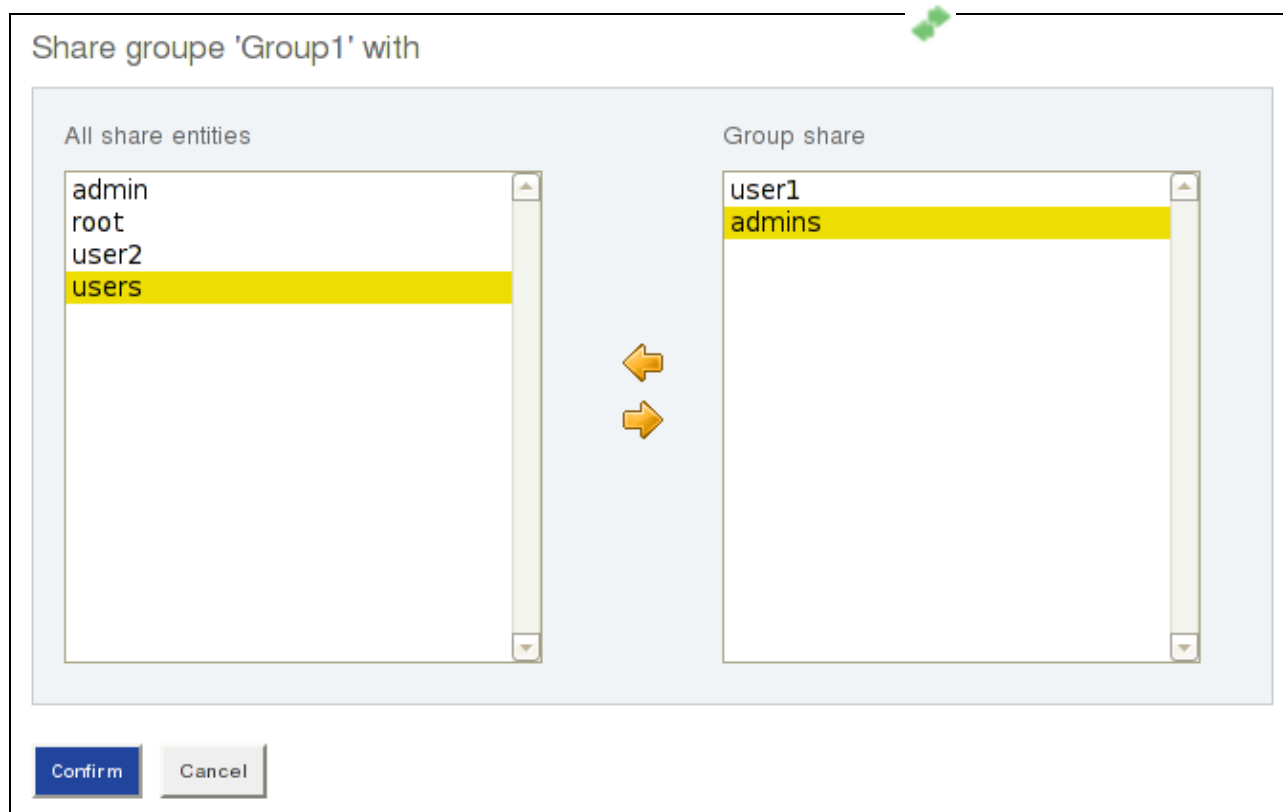 Share groupe 'Group1' with
All share entities
admin
root
user2
users
Group share
user1
admins
Confirm
Cancel